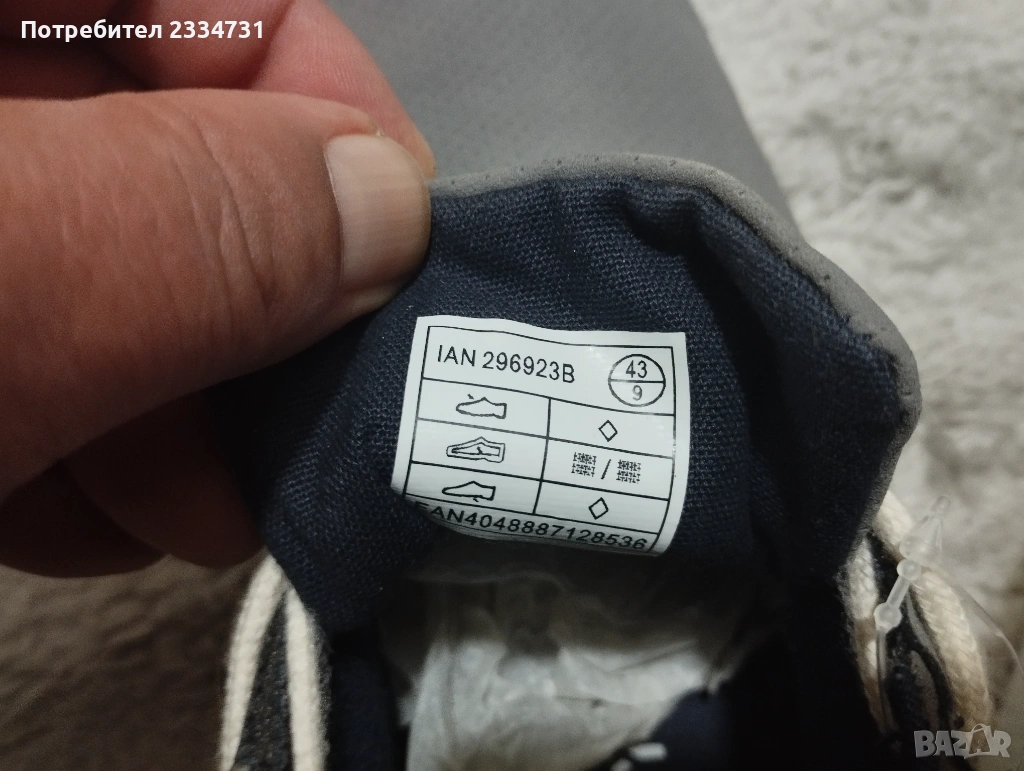 Потребител 2334731
IAN 296923B
43
9
EAN4048887128536
BAZAR